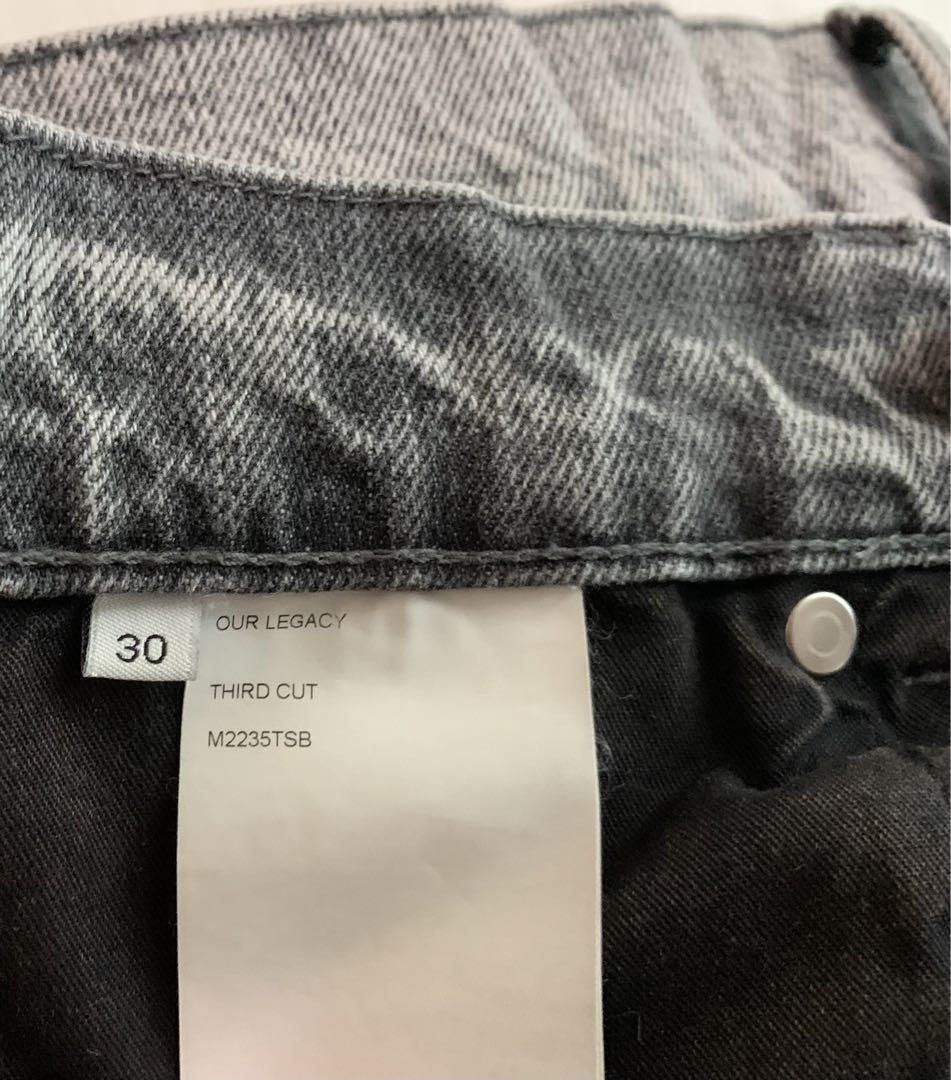 30
OUR LEGACY
THIRD CUT
M2235TSB